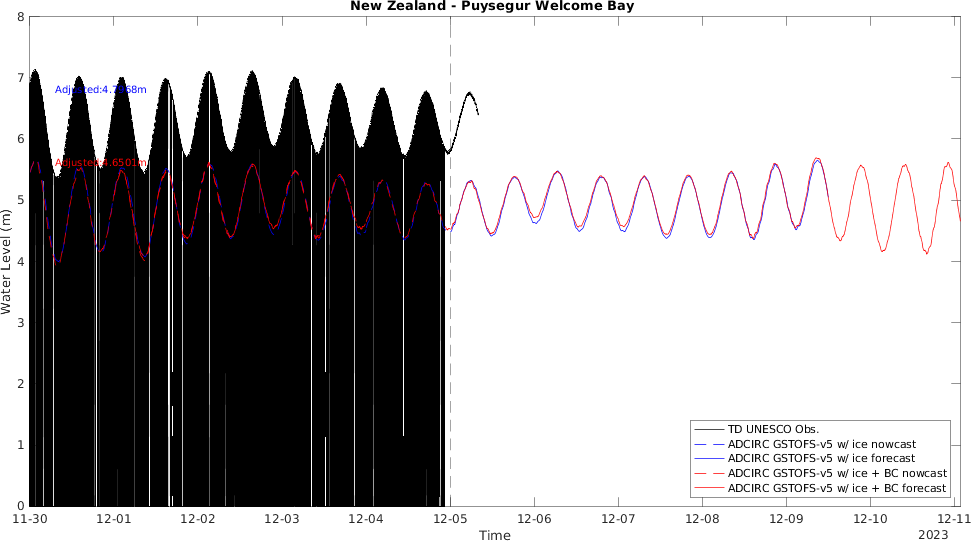 New Zealand - Puysegur Welcome Bay
8
7
6
5
4
3
2
1
0
Water Level (m)
11-30 12-01 12-02 12-03 12-04 12-05 12-06 12-07 12-08 12-09 12-10 12-11
Time
2023
TD UNESCO Obs.
ADCIRC GSTOFS-v5 w/ ice nowcast
ADCIRC GSTOFS-v5 w/ ice forecast
ADCIRC GSTOFS-v5 w/ ice + BC nowcast
ADCIRC GSTOFS-v5 w/ ice + BC forecast